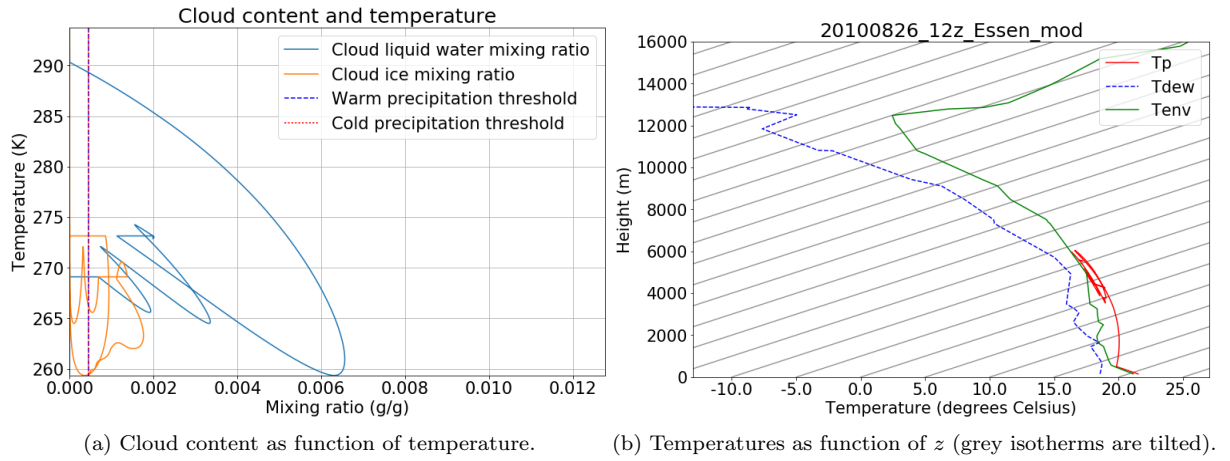 Cloud content and temperature
Temperature (K)
290
285
280
275
270
265
260
Cloud liquid water mixing ratio
Cloud ice mixing ratio
Warm precipitation threshold
Cold precipitation threshold
0.000 0.002 0.004 0.006 0.008 0.010 0.012
Mixing ratio (g/g)
(a) Cloud content as function of temperature.
20100826_12z_Essen_mod
Height (m)
16000
14000
12000
10000
8000
6000
4000
2000
0
Tp
Tdew
Tenv
-10.0 -5.0 0.0 5.0 10.0 15.0 20.0 25.0
Temperature (degrees Celsius)
(b) Temperatures as function of z (grey isotherms are tilted).